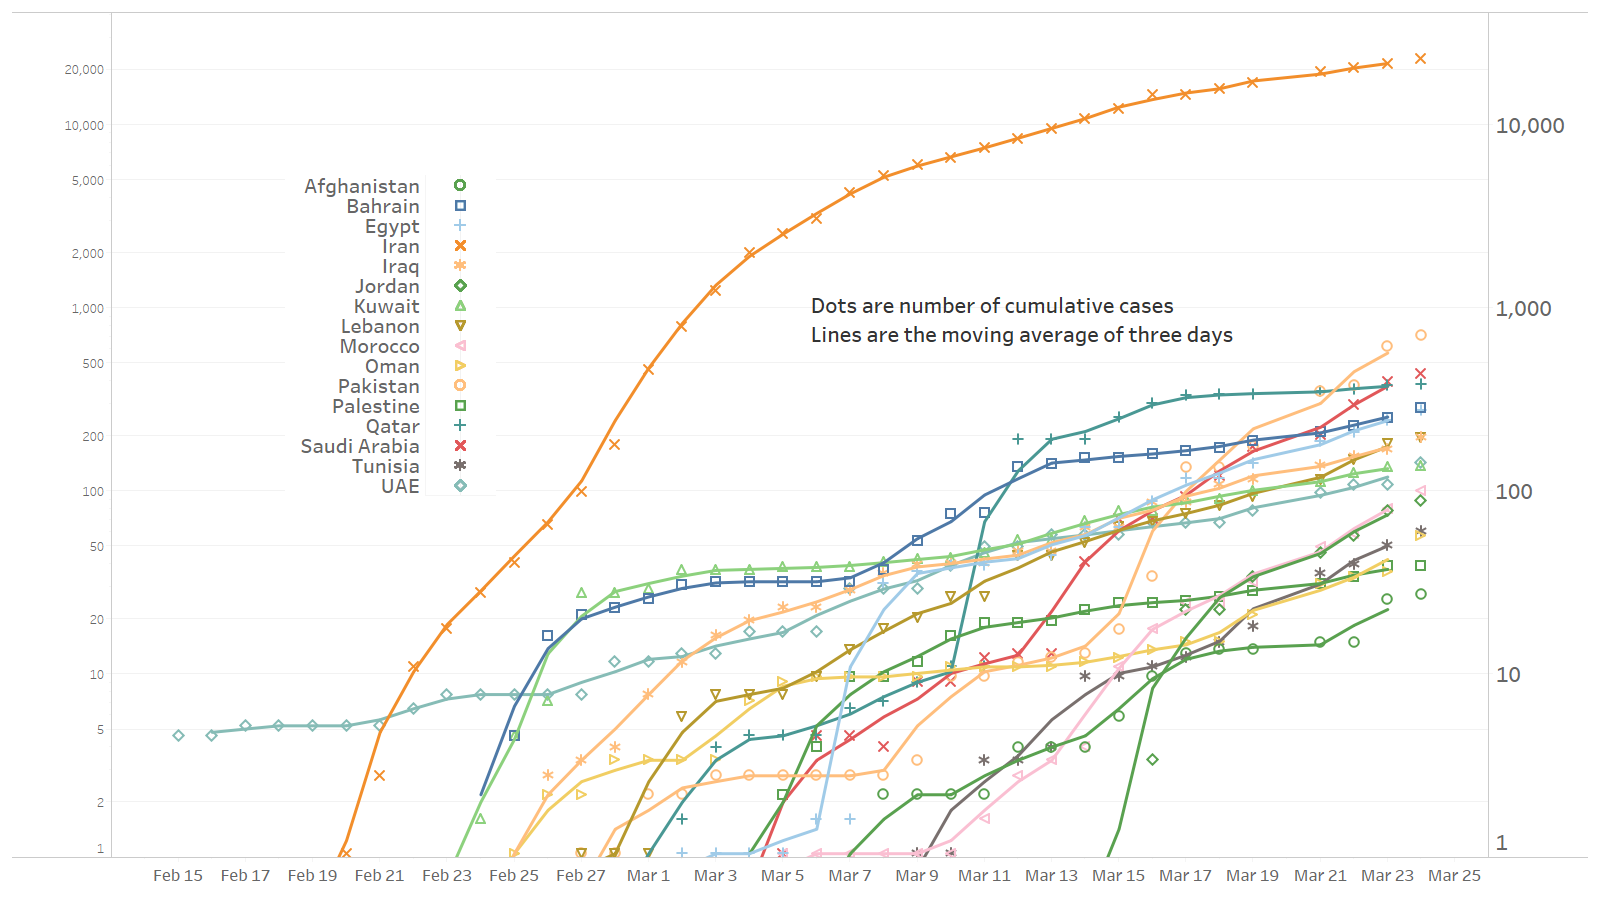 20,000
10,000
5,000
2,000
1,000
500
200
100
50
20
10
5
2
1
Afghanistan
Bahrain
Egypt
Iran
Iraq
Jordan
Kuwait
Lebanon
Morocco
Oman
Pakistan
Palestine
Qatar
Saudi Arabia
Tunisia
UAE
Dots are number of cumulative cases
Lines are the moving average of three days
10,000
1,000
100
10
1
Feb 15 Feb 17 Feb 19 Feb 21 Feb 23 Feb 25 Feb 27 Mar 1 Mar 3 Mar 5 Mar 7 Mar 9 Mar 11 Mar 13 Mar 15 Mar 17 Mar 19 Mar 21 Mar 23 Mar 25